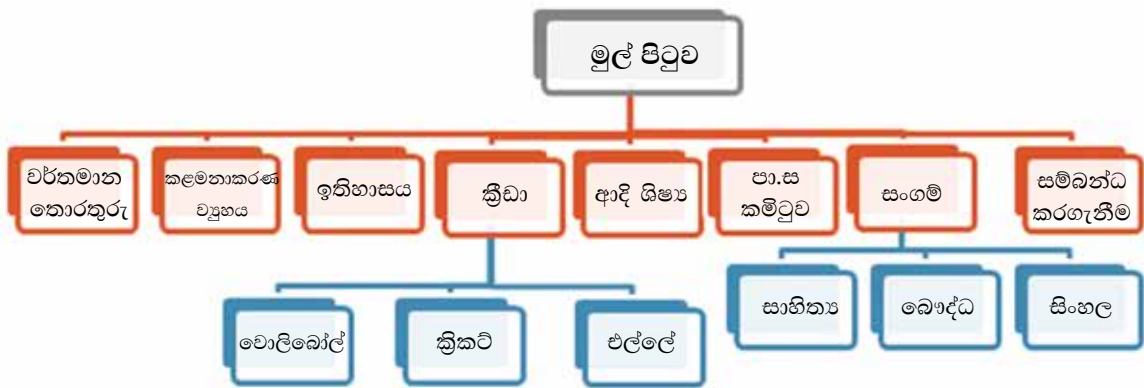 මුල් පිටුව
වර්තමාන
තොරතුරු
කළමනාකරණ
ව්‍යුහය
ඉතිහාසය
ක්‍රීඩා
ආදි ශිෂ්‍ය
පා.ස
කමිටුව
සංගම්
සම්බන්ධ
කරගැනීම
වොලිබෝල්
ක්‍රිකට්
එල්ලේ
සාහිත්‍ය
බෞද්ධ
සිංහල